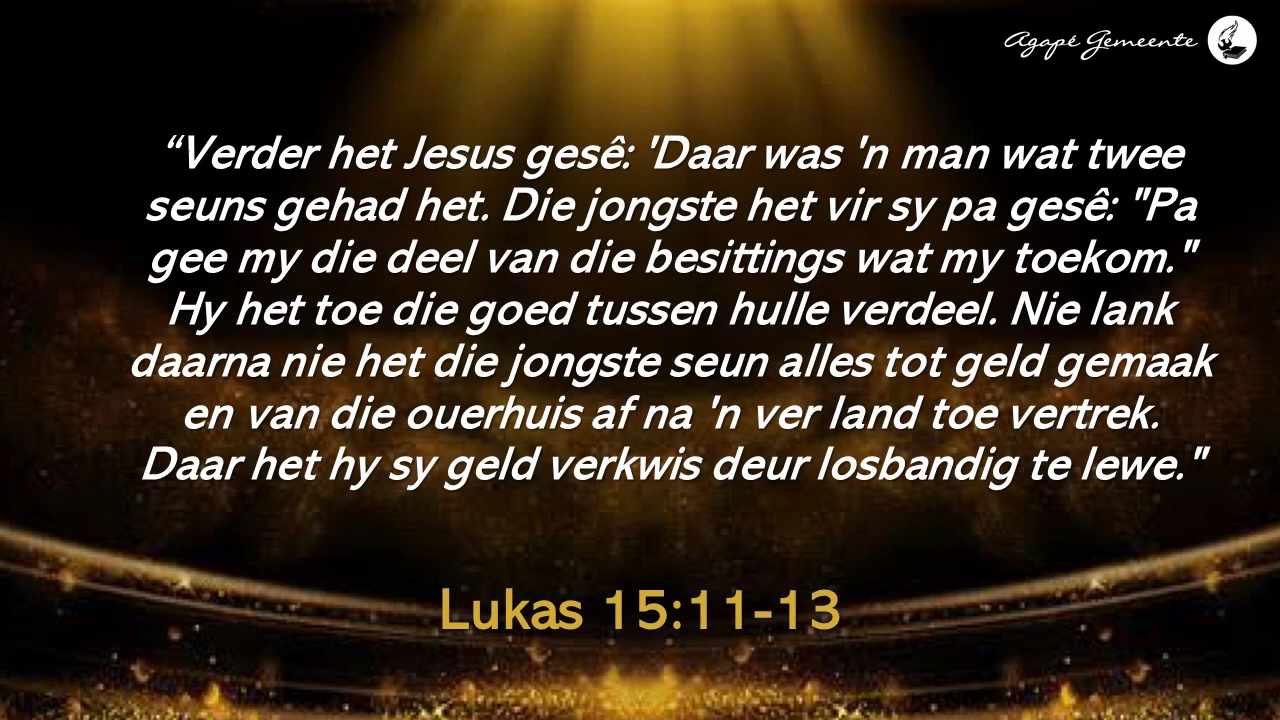 Agapé Gemeente
“Verder het Jesus gesê: 'Daar was 'n man wat twee
seuns gehad het. Die jongste het vir sy pa gesê: "Pa
gee my die deel van die besittings wat my toekom."
Hy het toe die goed tussen hulle verdeel. Nie lank
daarna nie het die jongste seun alles tot geld gemaak
en van die ouerhuis af na 'n ver land toe vertrek.
Daar het hy sy geld verkwis deur losbandig te lewe."
Lukas 15:11-13